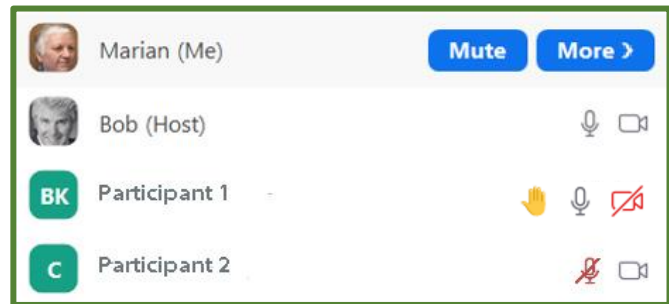 Marian (Me) Mute More >
Bob (Host)
BK Participant 1
C Participant 2